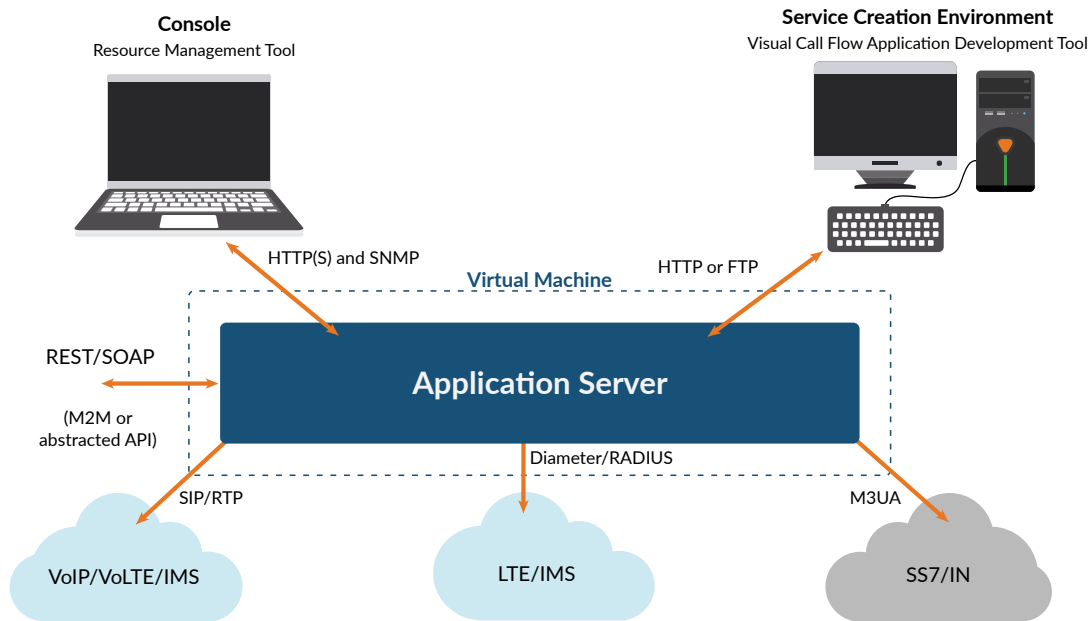 Console
Resource Management Tool
Service Creation Environment
Visual Call Flow Application Development Tool
HTTP(S) and SNMP
HTTP or FTP
Virtual Machine
REST/SOAP
(M2M or
abstracted API)
Application Server
Diameter/RADIUS
SIP/RTP
M3UA
VoIP/VoLTE/IMS
LTE/IMS
SS7/IN